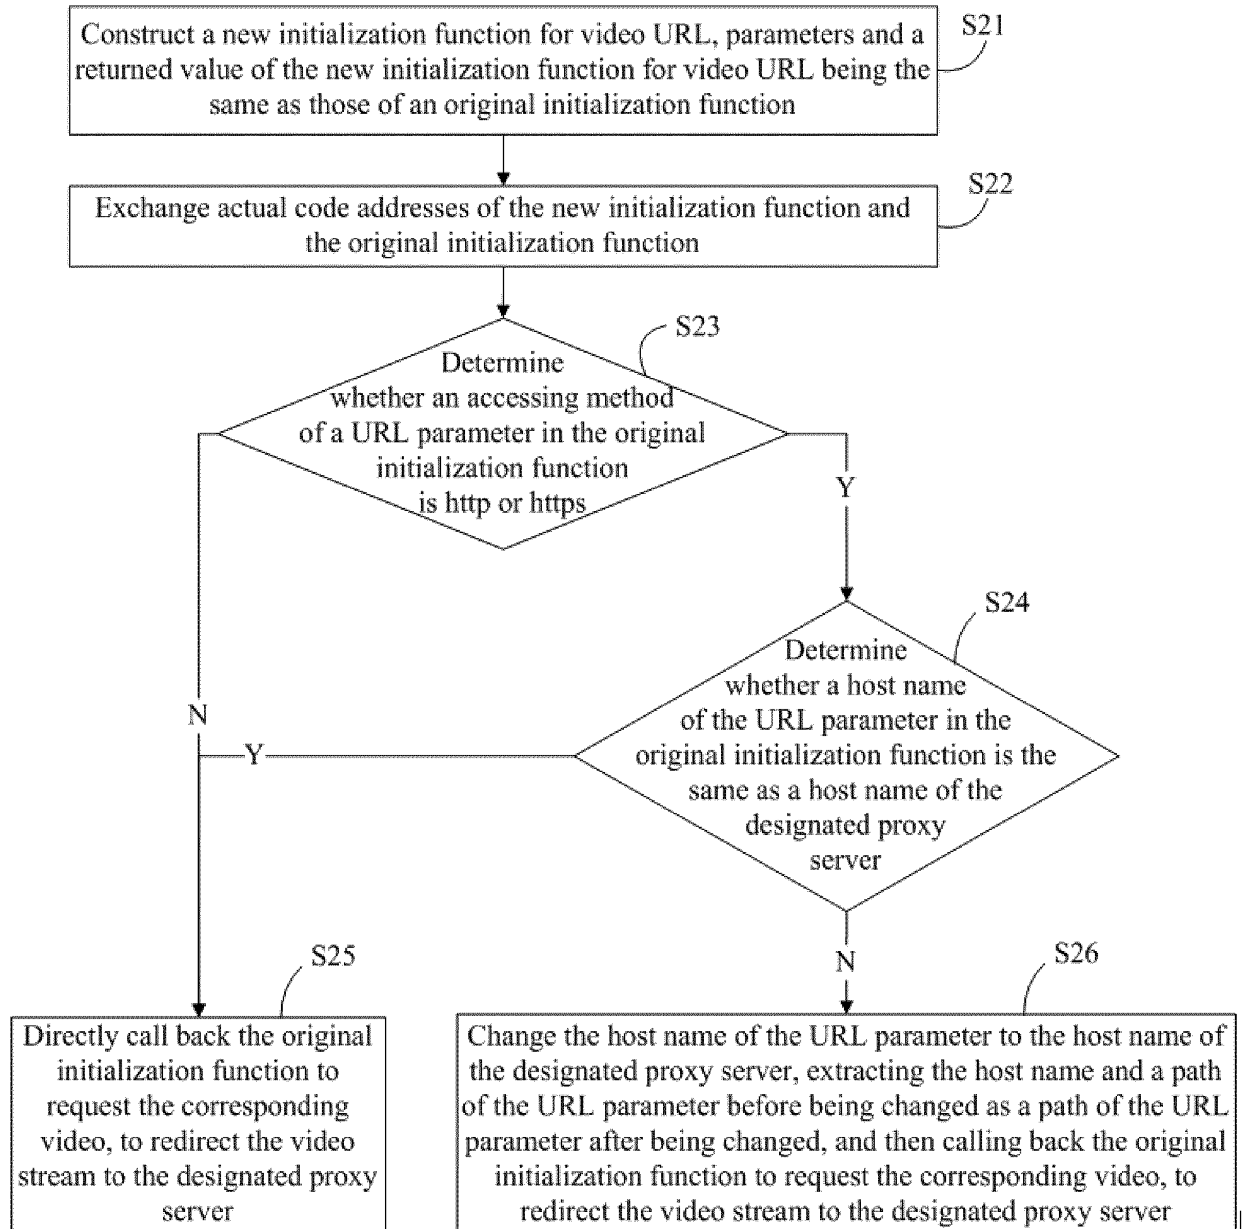 Construct a new initialization function for video URL, parameters and a
returned value of the new initialization function for video URL being the
same as those of an original initialization function
S21
Exchange actual code addresses of the new initialization function and
the original initialization function
S22
S23
Determine
whether an accessing method
of a URL parameter in the original
initialization function
is http or https
Y
S24
Determine
whether a host name
of the URL parameter in the
original initialization function is the
same as a host name of the
designated proxy
server
N
Y
N
S25
Directly call back the original
initialization function to
request the corresponding
video, to redirect the video
stream to the designated proxy
server
S26
Change the host name of the URL parameter to the host name of
the designated proxy server, extracting the host name and a path
of the URL parameter before being changed as a path of the URL
parameter after being changed, and then calling back the original
initialization function to request the corresponding video, to
redirect the video stream to the designated proxy server